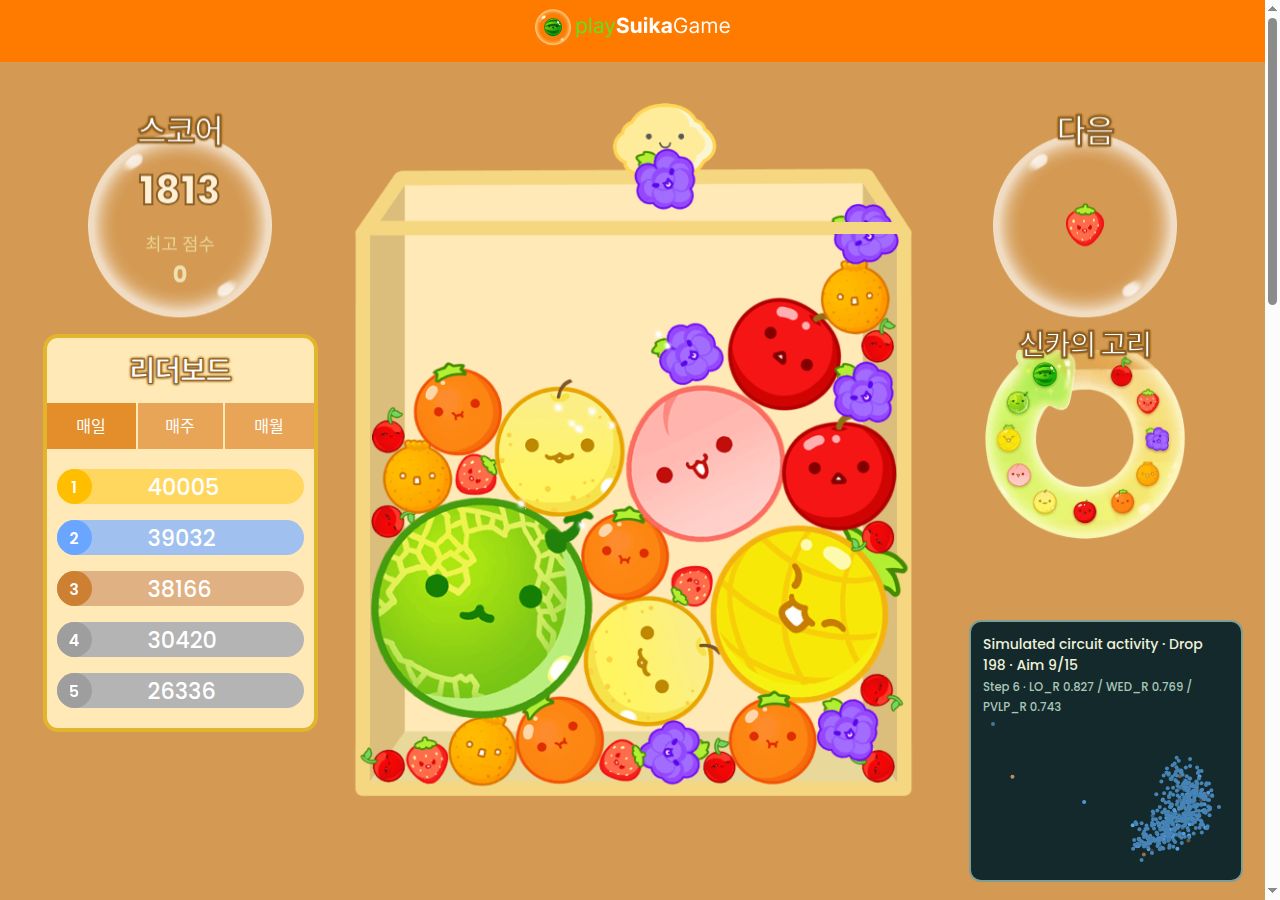 playSuikaGame
스코어
1813
최고 점수
0
리더보드
매일
매주
매월
1 40005
2 39032
3 38166
4 30420
5 26336
다음
신카의 고리
Simulated circuit activity · Drop
198 · Aim 9/15
Step 6 · LO_R 0.827 / WED_R 0.769 /
PVLP_R 0.743